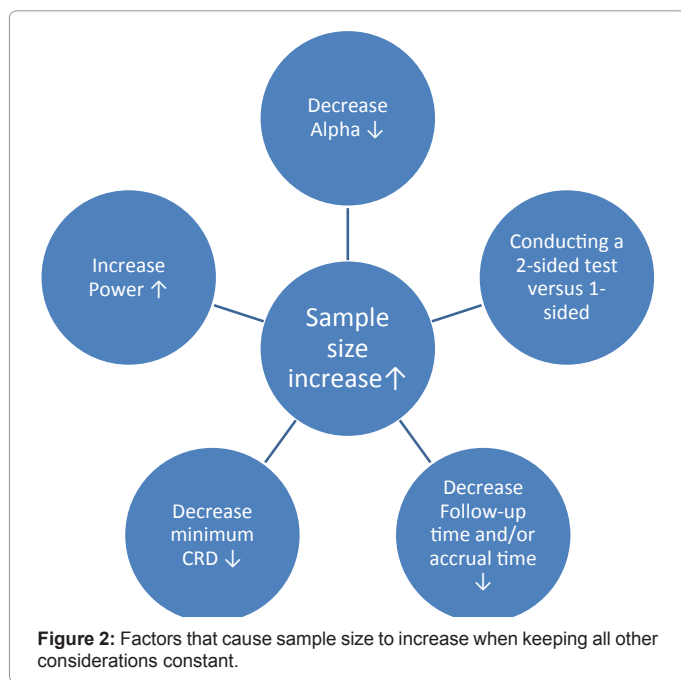 Decrease
Alpha ↓
Increase
Power ↑
Conducting a
2-sided test
versus 1-
sided
Sample
size
increase↑
Decrease
minimum
CRD ↓
Decrease
Follow-up
time and/or
accrual time
↓
Figure 2: Factors that cause sample size to increase when keeping all other
considerations constant.